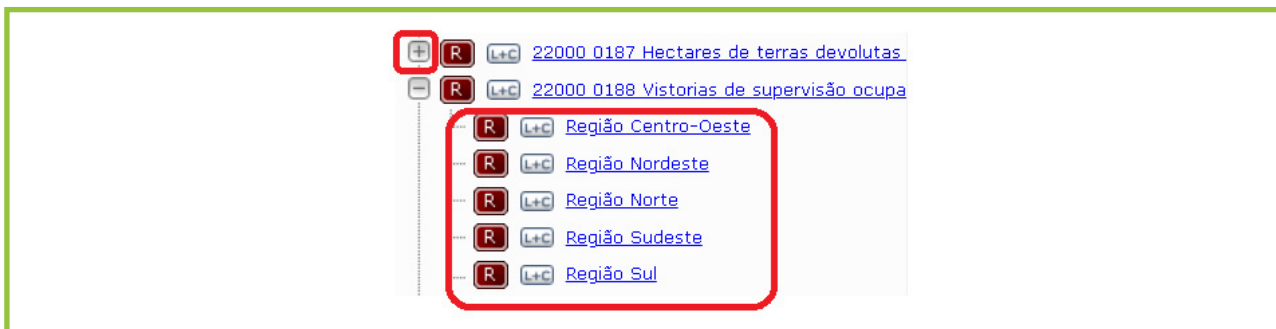 R L+C 22000 0187 Hectares de terras devolutas
R L+C 22000 0188 Vistorias de supervisão ocupa
R L+C Região Centro-Oeste
R L+C Região Nordeste
R L+C Região Norte
R L+C Região Sudeste
R L+C Região Sul